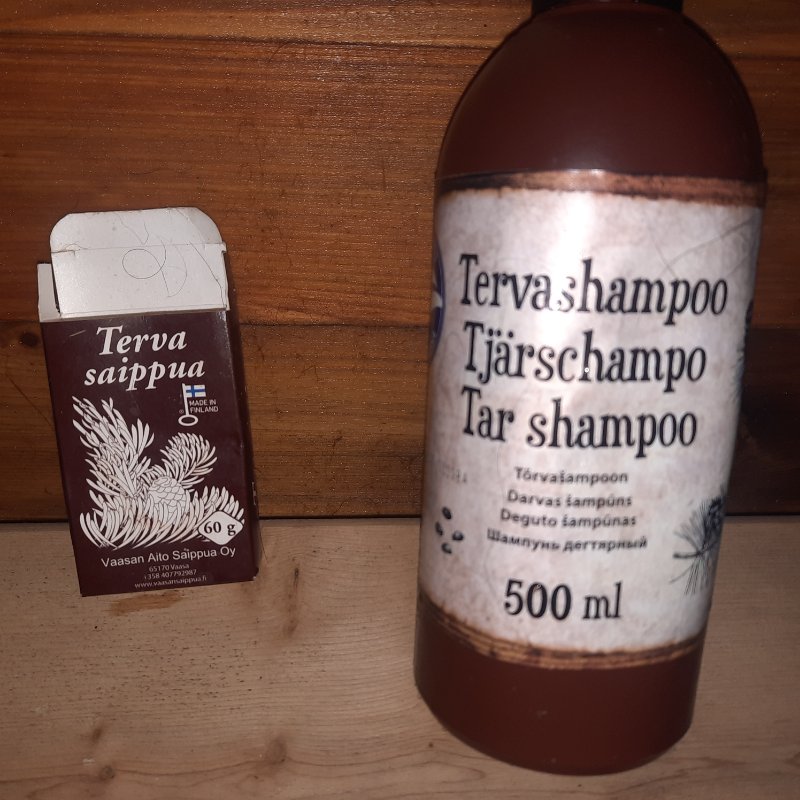 Terva
saippua
MADE IN
FINLAND
60 g
Vaasan Aito Saippua Oy
65170 Vaasa
+358 407792987
www.vaasansaippua.fi
Tervashampoo
Tjärschampo
Tar shampoo
Tõrvašampoon
Darvas šampūns
Deguto šampūnas
Шампунь дегтярный
500 ml